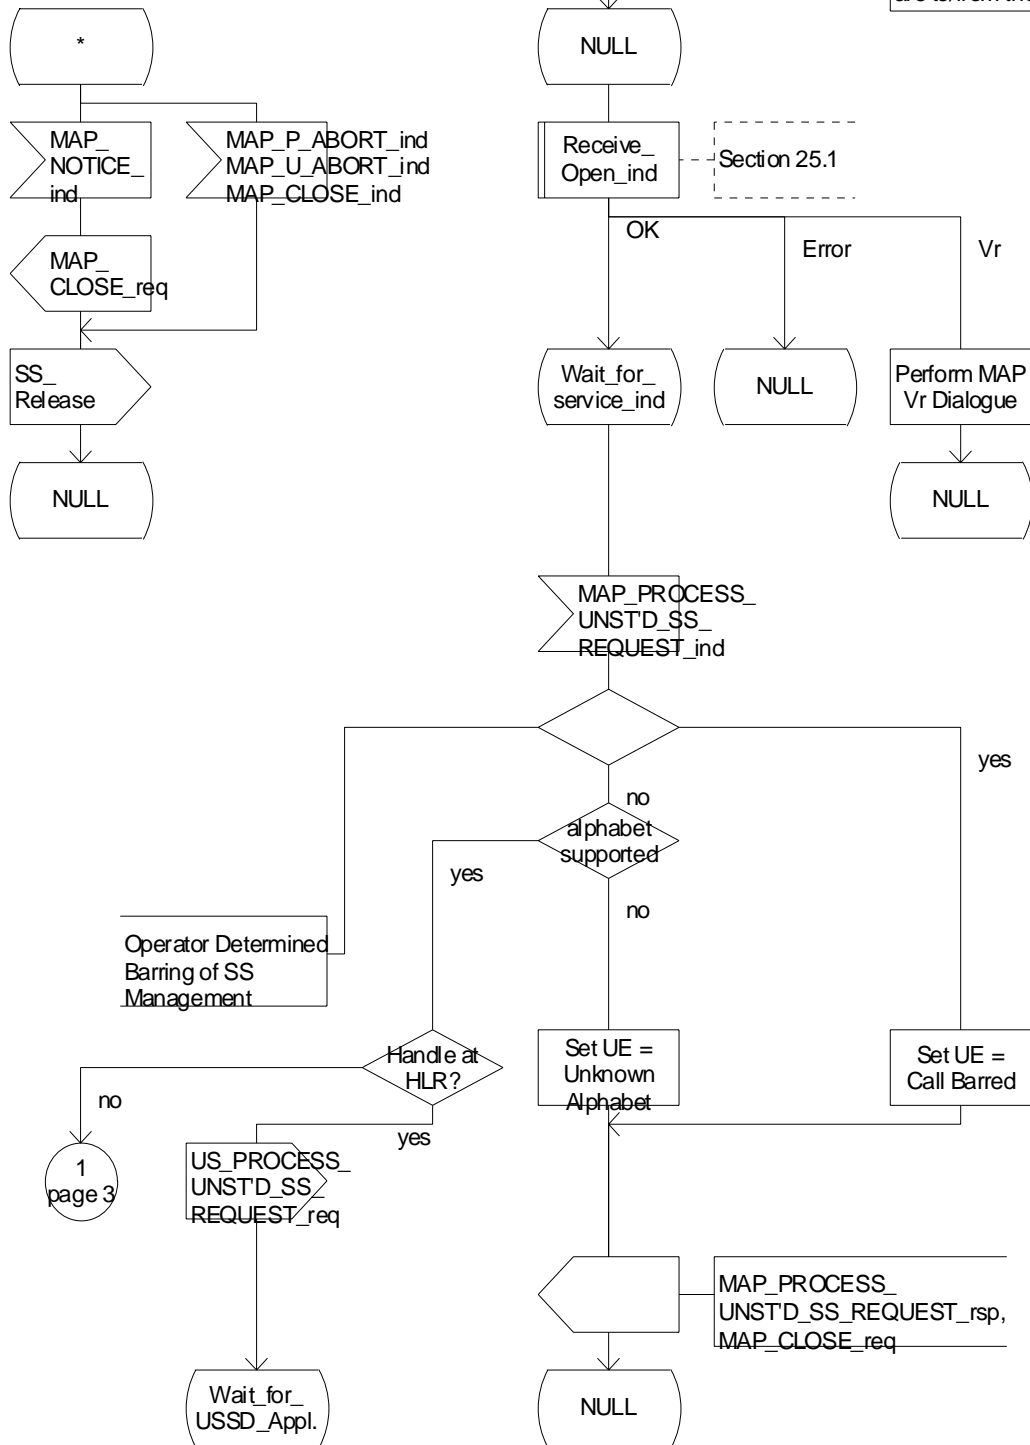 *
NULL
MAP_
NOTICE_
ind
MAP_P_ABORT_ind
MAP_U_ABORT_ind
MAP_CLOSE_ind
Receive_
Open_ind
Section 25.1
OK
Error
Vr
MAP_
CLOSE_req
SS_
Release
Wait_for_
service_ind
NULL
Perform MAP
Vr Dialogue
NULL
NULL
MAP_PROCESS_
UNST'D_SS_
REQUEST_ind
yes
no
alphabet
supported
yes
no
Operator Determined
Barring of SS
Management
Handle at
HLR?
Set UE =
Unknown
Alphabet
Set UE =
Call Barred
no
yes
1
page 3
US_PROCESS_
UNST'D_SS_
REQUEST_req
MAP_PROCESS_
UNST'D_SS_REQUEST_rsp,
MAP_CLOSE_req
Wait_for_
USSD_Appl.
NULL